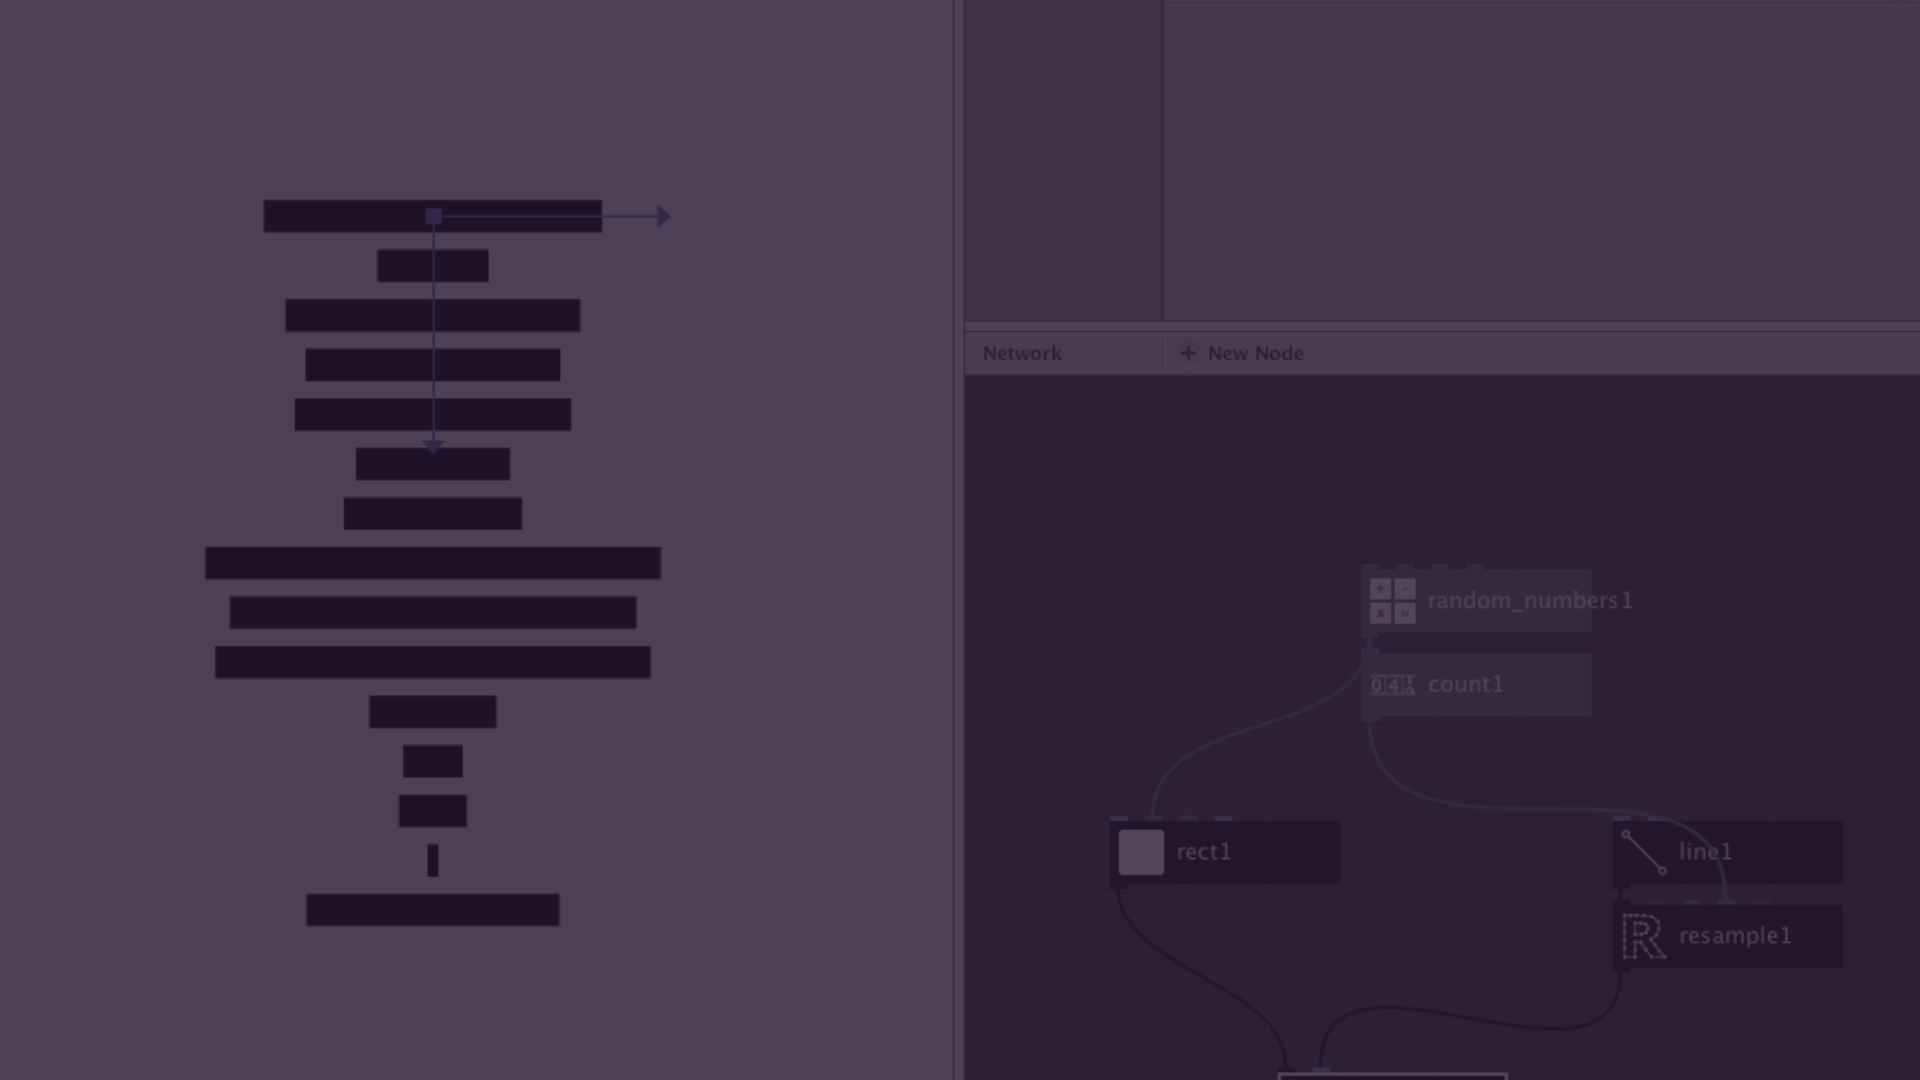 Network
New Node
random_numbers1
count1
rect1
line1
resample1